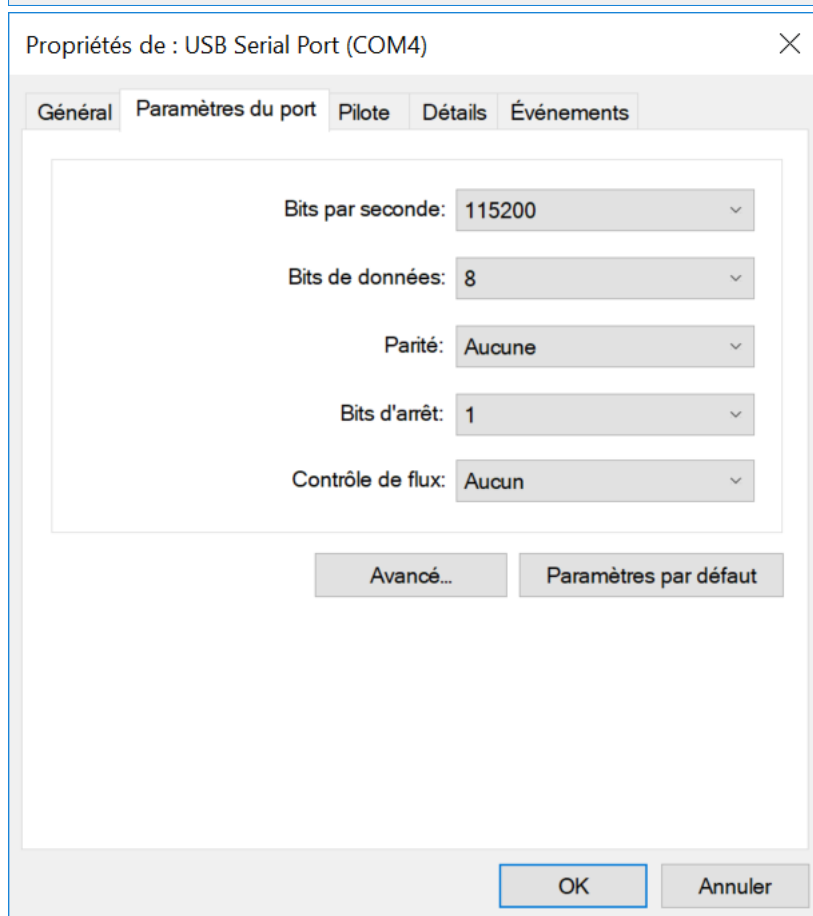 Propriétés de : USB Serial Port (COM4)
Général Paramètres du port Pilote Détails Événements
Bits par seconde: 115200
Bits de données: 8
Parité: Aucune
Bits d'arrêt: 1
Contrôle de flux: Aucun
Avancé... Paramètres par défaut
OK Annuler